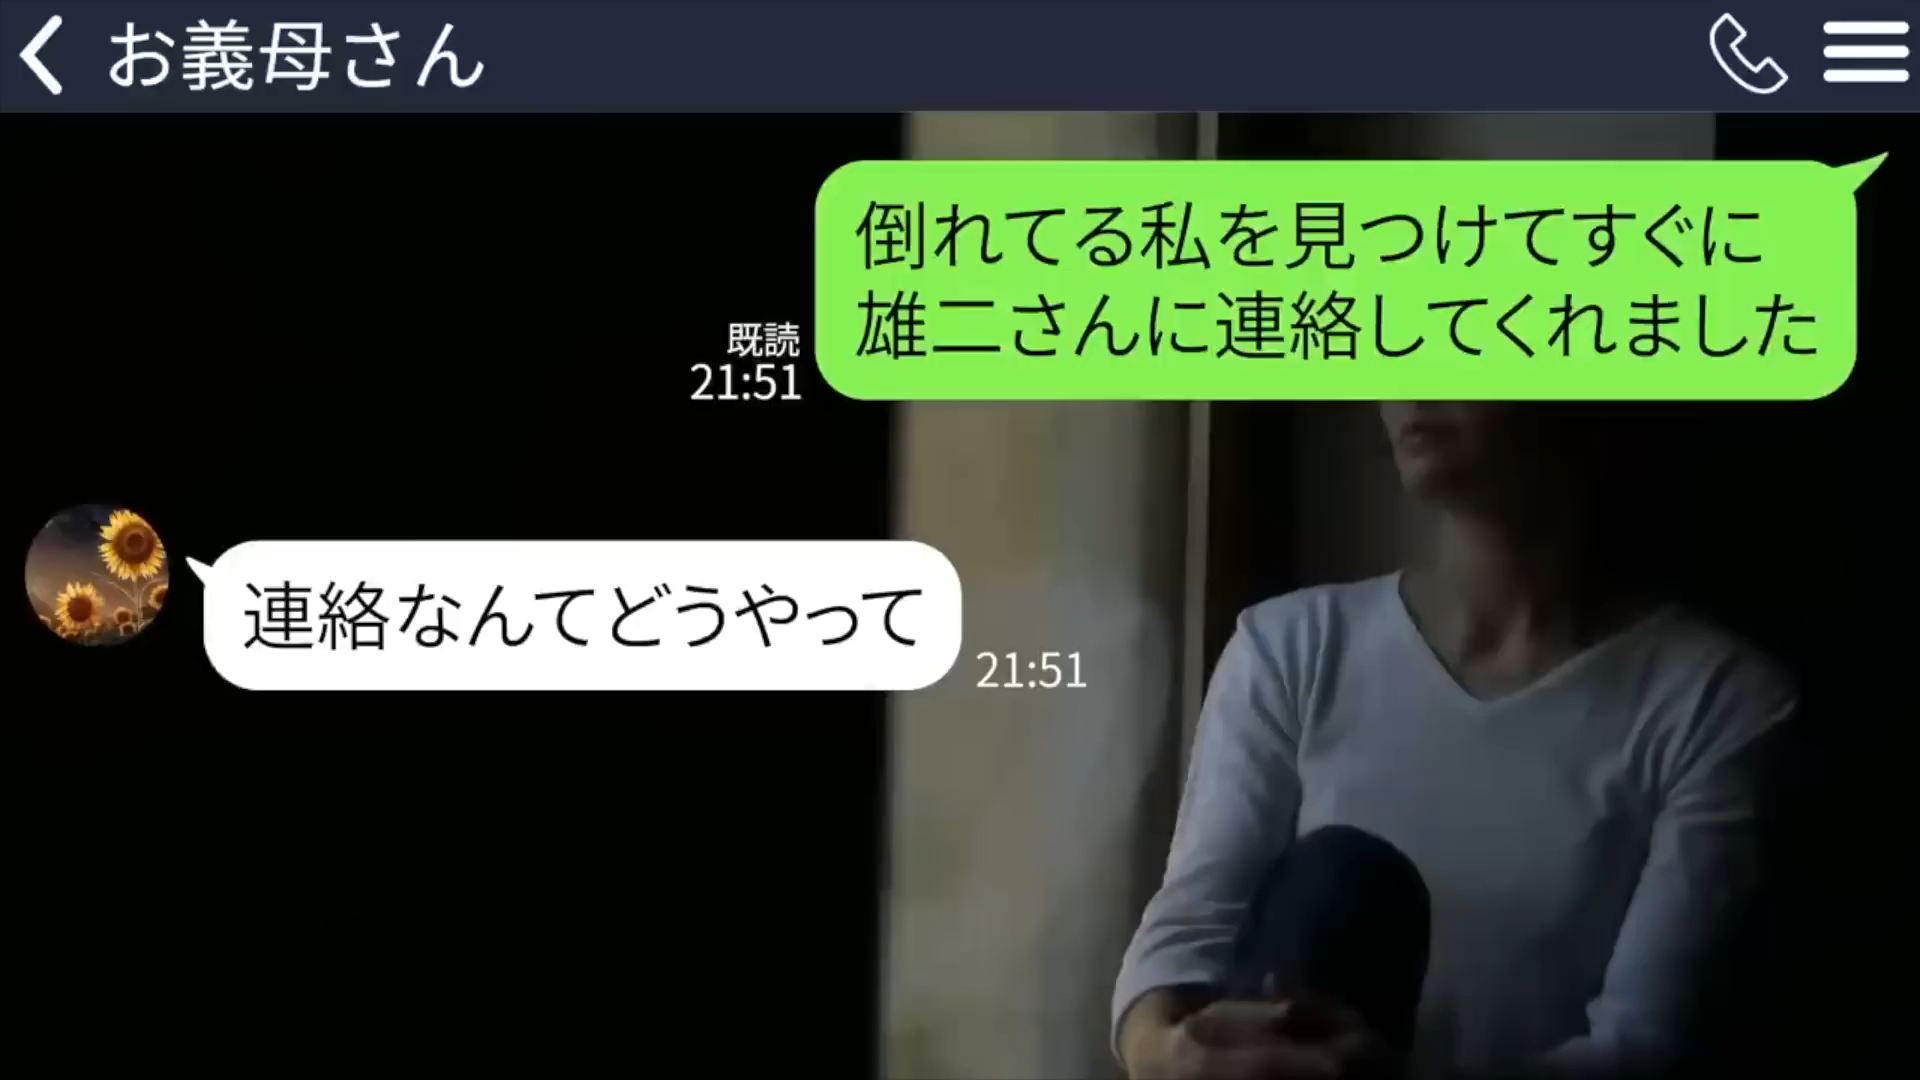 お義母さん
倒れてる私を見つけてすぐに
雄二さんに連絡してくれました
既読
21:51
連絡なんてどうやって
21:51